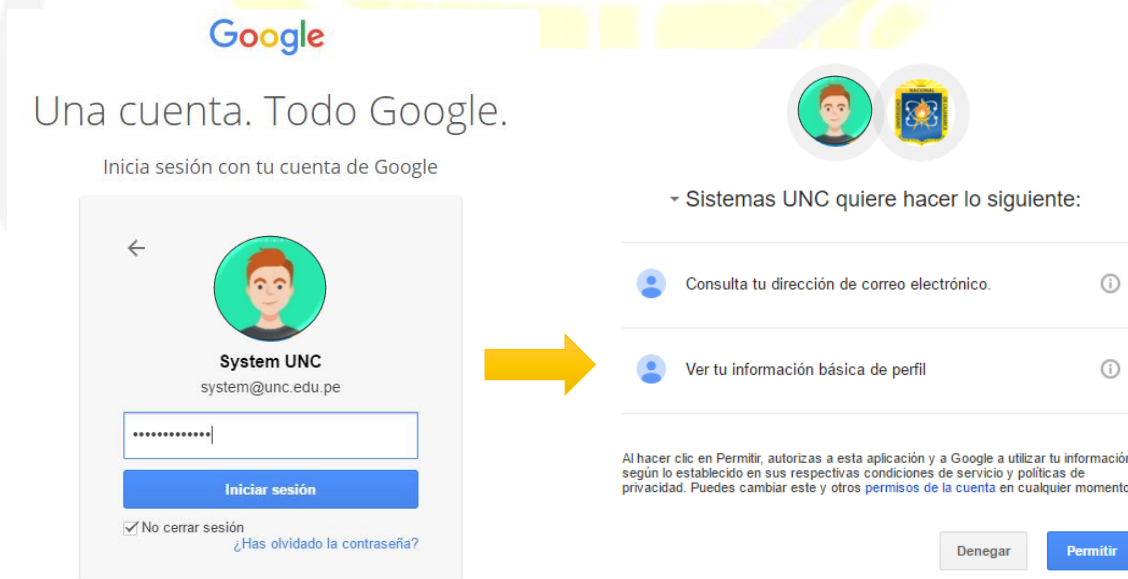 Google
Una cuenta. Todo Google.
Inicia sesión con tu cuenta de Google
System UNC
system@unc.edu.pe
•••••••••••••
Iniciar sesión
No cerrar sesión
¿Has olvidado la contraseña?
Sistemas UNC quiere hacer lo siguiente:
Consulta tu dirección de correo electrónico.
Ver tu información básica de perfil
Al hacer clic en Permitir, autorizas a esta aplicación y a Google a utilizar tu información
según lo establecido en sus respectivas condiciones de servicio y políticas de
privacidad. Puedes cambiar este y otros permisos de la cuenta en cualquier momento
Denegar
Permitir